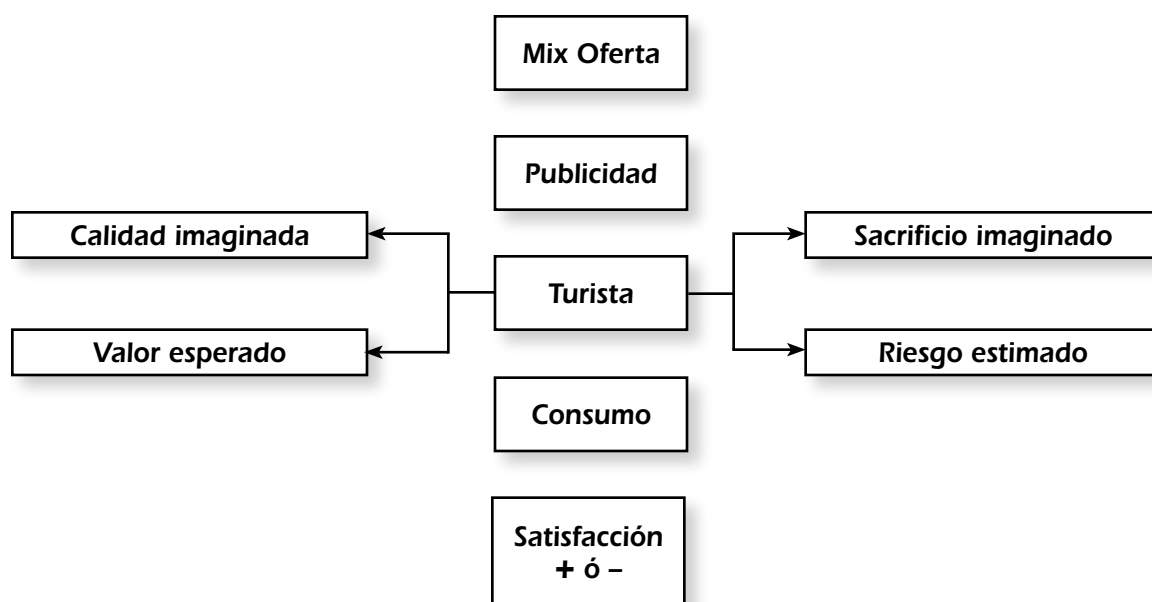 Mix Oferta
Publicidad
Calidad imaginada
Sacrificio imaginado
Turista
Valor esperado
Riesgo estimado
Consumo
Satisfacción
+ ó –